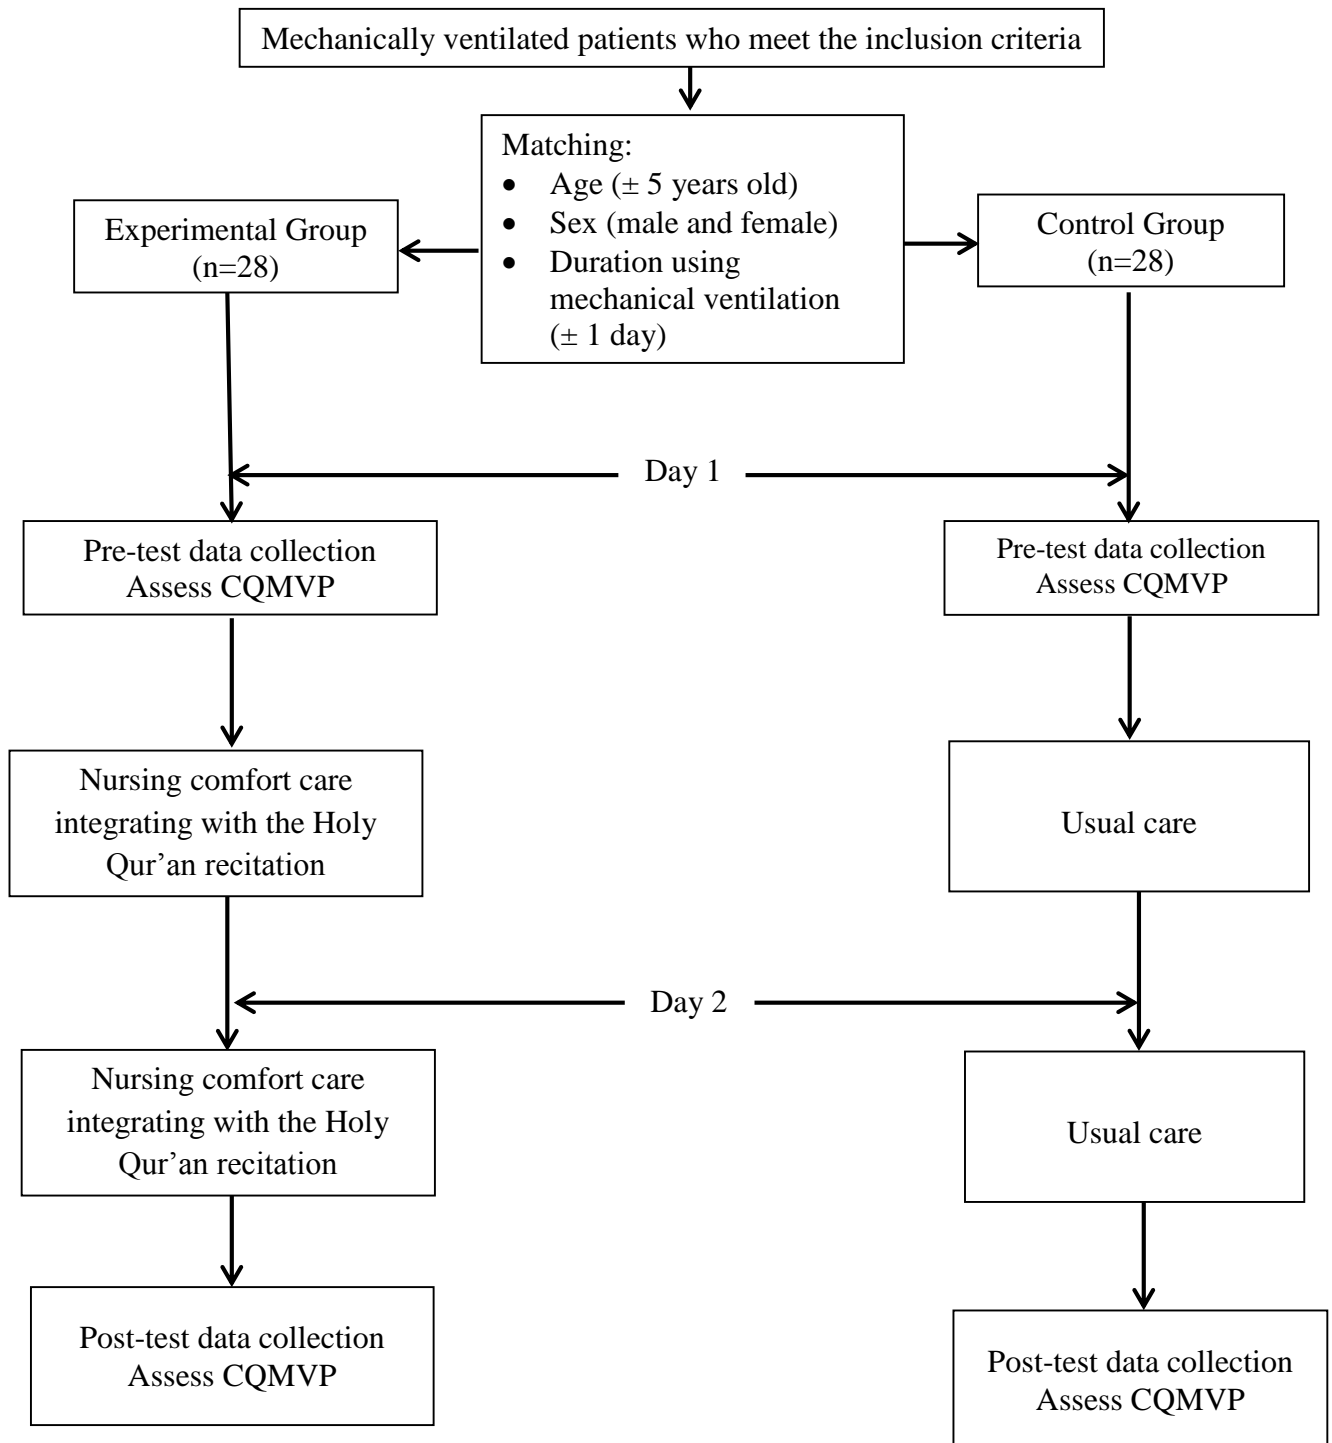 Mechanically ventilated patients who meet the inclusion criteria
Matching:
• Age (± 5 years old)
• Sex (male and female)
• Duration using
mechanical ventilation
(± 1 day)
Experimental Group
(n=28)
Control Group
(n=28)
Day 1
Pre-test data collection
Assess CQMVP
Pre-test data collection
Assess CQMVP
Nursing comfort care
integrating with the Holy
Qur’an recitation
Usual care
Day 2
Nursing comfort care
integrating with the Holy
Qur’an recitation
Usual care
Post-test data collection
Assess CQMVP
Post-test data collection
Assess CQMVP